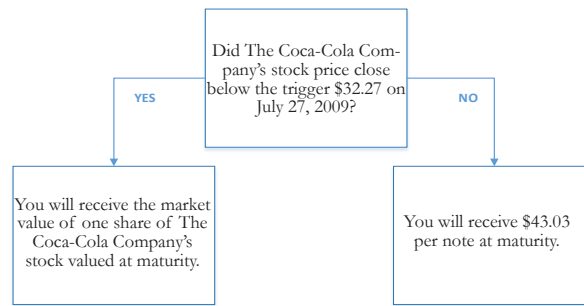 Did The Coca-Cola Com-
pany's stock price close
below the trigger $32.27 on
July 27, 2009?
YES
NO
You will receive the market
value of one share of The
Coca-Cola Company's
stock valued at maturity.
You will receive $43.03
per note at maturity.